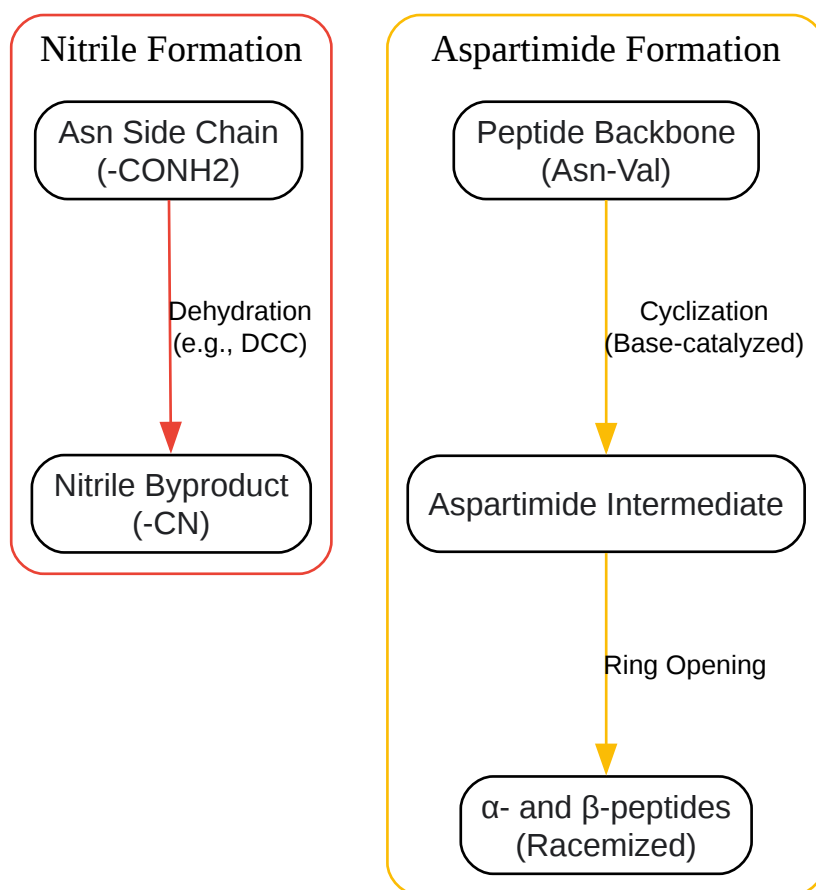 Nitrile Formation
Asn Side Chain
(-CONH2)
Dehydration
(e.g., DCC)
Nitrile Byproduct
(-CN)
Aspartimide Formation
Peptide Backbone
(Asn-Val)
Cyclization
(Base-catalyzed)
Aspartimide Intermediate
Ring Opening
α- and β-peptides
(Racemized)